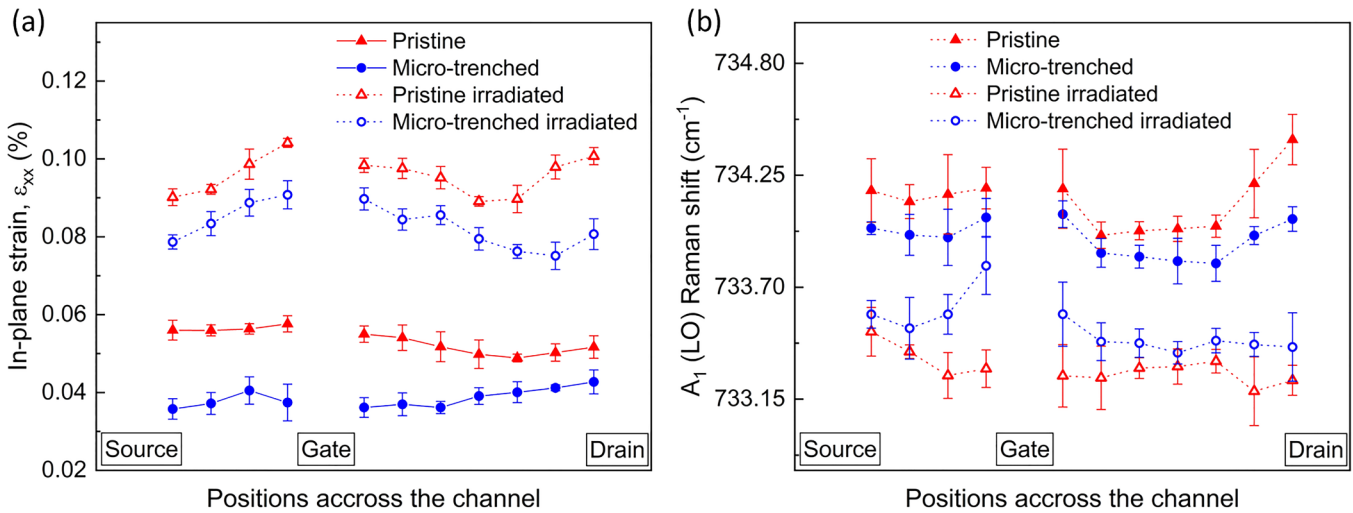 (a)
In-plane strain, εxx (%)
0.12
0.10
0.08
0.06
0.04
0.02
Pristine
Micro-trenched
Pristine irradiated
Micro-trenched irradiated
Source
Gate
Drain
Positions accross the channel
(b)
A1 (LO) Raman shift (cm-1)
734.80
734.25
733.70
733.15
Pristine
Micro-trenched
Pristine irradiated
Micro-trenched irradiated
Source
Gate
Drain
Positions accross the channel